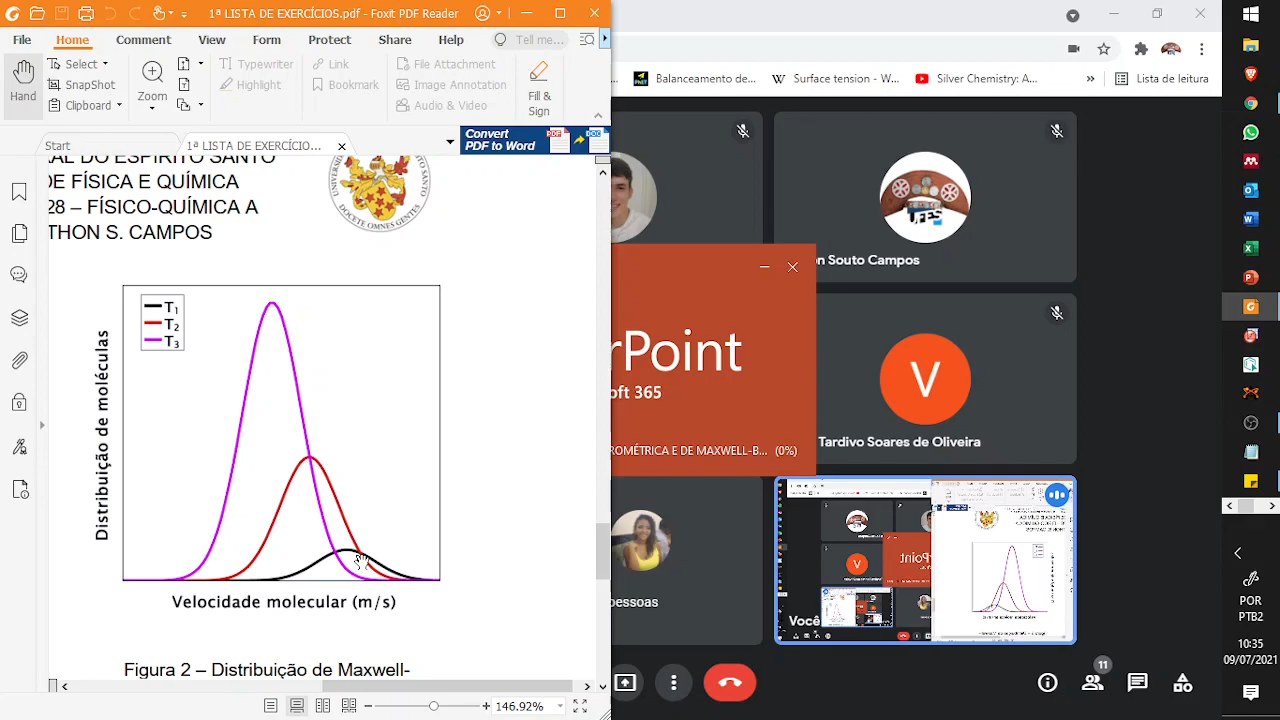 1ª LISTA DE EXERCÍCIOS.pdf - Foxit PDF Reader
File Home Comment View Form Protect Share Help Tell me...
Hand
Select
SnapShot
Clipboard
Zoom
Typewriter
Highlight
Link
Bookmark
File Attachment
Image Annotation
Audio & Video
Fill &
Sign
Start
1ª LISTA DE EXERCÍCIO...
Convert
PDF to Word
PDF
DOC
AL DO ESPÍRITO SANTO
DE FÍSICA E QUÍMICA
28 – FÍSICO-QUÍMICA A
THON S. CAMPOS
DOCETE OMNES GENTES
T1
T2
T3
Distribuição de moléculas
Velocidade molecular (m/s)
Figura 2 – Distribuição de Maxwell-
146.92%
Balanceamento de...
Surface tension - W...
Silver Chemistry: A...
Lista de leitura
on Souto Campos
rPoint
oft 365
ROMÉTRICA E DE MAXWELL-B... (0%)
V
Tardivo Soares de Oliveira
pessoas
Você
11
POR
PTB2
10:35
09/07/2021